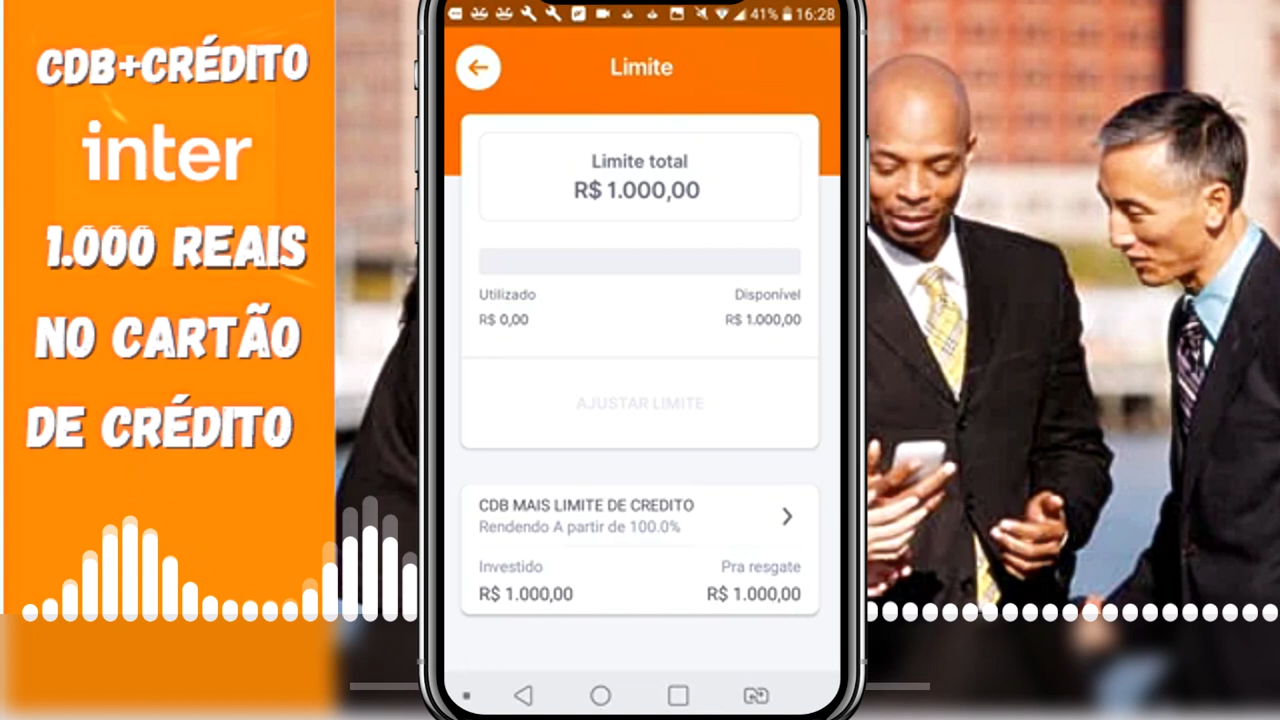 CDB+CRÉDITO
inter
1.000 REAIS
NO CARTÃO
DE CRÉDITO
41% 16:28
Limite
Limite total
R$ 1.000,00
Utilizado
Disponível
R$ 0,00
R$ 1.000,00
AJUSTAR LIMITE
CDB MAIS LIMITE DE CREDITO
Rendendo A partir de 100.0%
Investido
Pra resgate
R$ 1.000,00
R$ 1.000,00